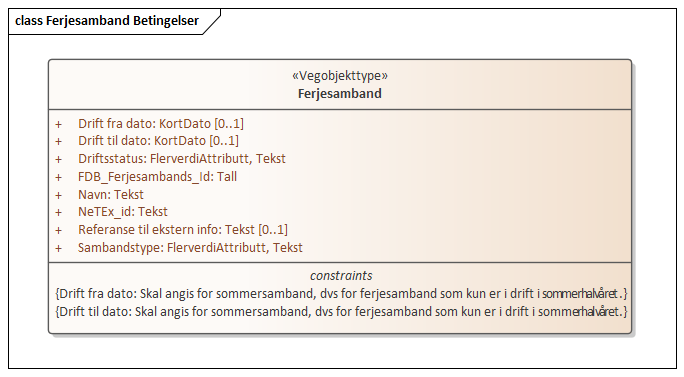 class Ferjesamband Betingelser
«Vegobjekttype»
Ferjesamband
+ Drift fra dato: KortDato [0..1]
+ Drift til dato: KortDato [0..1]
+ Driftsstatus: FlerverdiAttributt, Tekst
+ FDB_Ferjesambands_Id: Tall
+ Navn: Tekst
+ NeTEx_id: Tekst
+ Referanse til ekstern info: Tekst [0..1]
+ Sambandstype: FlerverdiAttributt, Tekst
constraints
{Drift fra dato: Skal angis for sommersamband, dvs for ferjesamband som kun er i drift i sommerhalvåret.}
{Drift til dato: Skal angis for sommersamband, dvs for ferjesamband som kun er i drift i sommerhalvåret.}